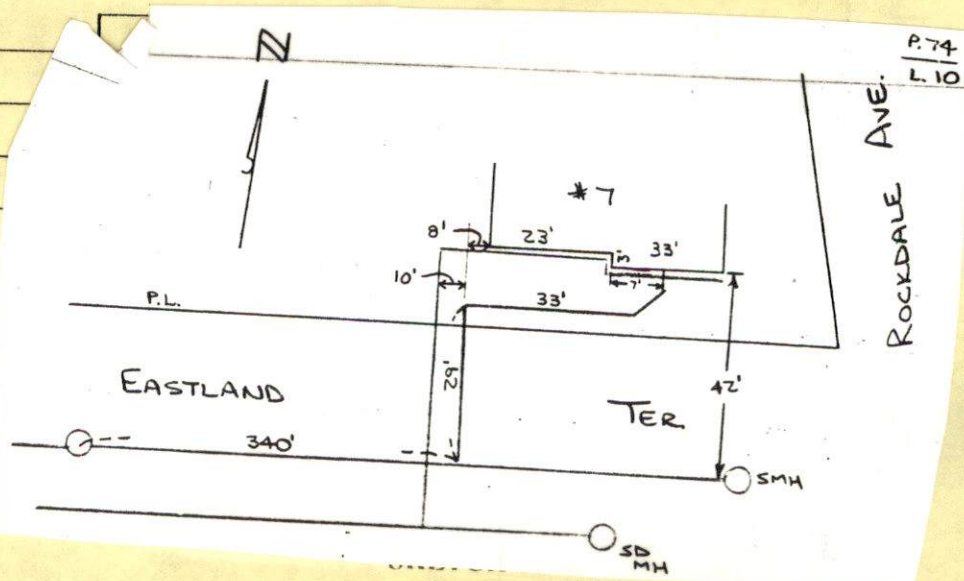 N
P.74
L.10
ROCKDALE AVE.
#7
8'
23'
3'
33'
10'
7'
33'
P.L.
29'
42'
EASTLAND
TER.
340'
SMH
SD
MH